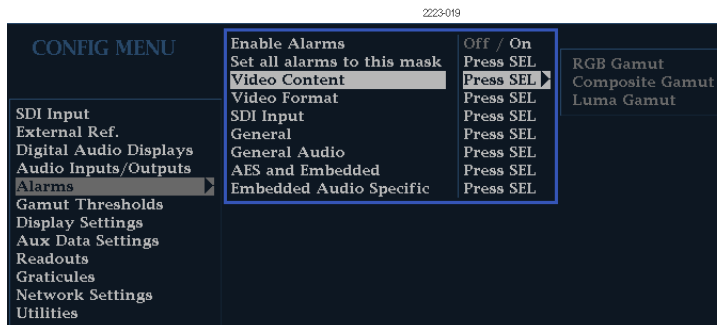 2223-019
CONFIG MENU
SDI Input
External Ref.
Digital Audio Displays
Audio Inputs/Outputs
Alarms
Gamut Thresholds
Display Settings
Aux Data Settings
Readouts
Graticules
Network Settings
Utilities
Enable Alarms Off / On
Set all alarms to this mask Press SEL
Video Content Press SEL
Video Format Press SEL
SDI Input Press SEL
General Press SEL
General Audio Press SEL
AES and Embedded Press SEL
Embedded Audio Specific Press SEL
RGB Gamut
Composite Gamut
Luma Gamut